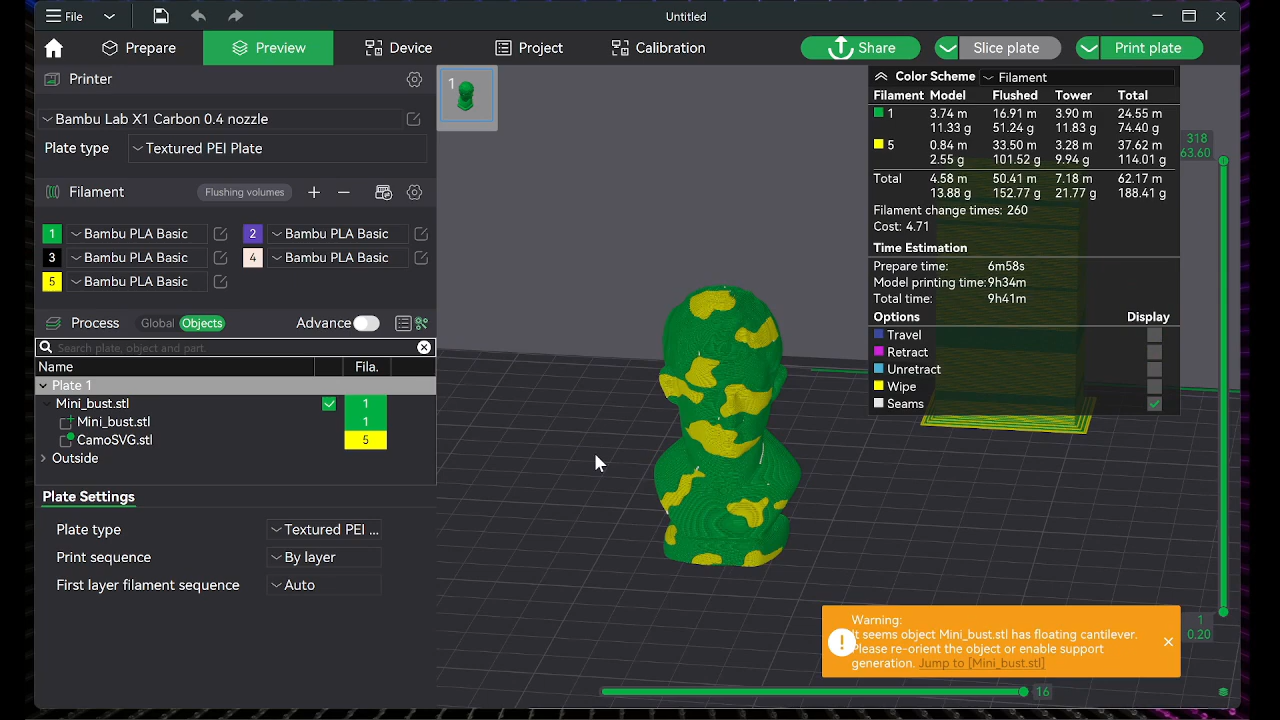 File
Untitled
Prepare
Preview
Device
Project
Calibration
Share
Slice plate
Print plate
Printer
Bambu Lab X1 Carbon 0.4 nozzle
Plate type
Textured PEI Plate
Filament
Flushing volumes
1 Bambu PLA Basic
2 Bambu PLA Basic
3 Bambu PLA Basic
4 Bambu PLA Basic
5 Bambu PLA Basic
Process
Global
Objects
Advance
Search plate, object and part.
Name Fila.
Plate 1
Mini_bust.stl 1
Mini_bust.stl 1
CamoSVG.stl 5
Outside
Plate Settings
Plate type Textured PEI ...
Print sequence By layer
First layer filament sequence Auto
1
Color Scheme Filament
Filament Model Flushed Tower Total
1 3.74 m 16.91 m 3.90 m 24.55 m
11.33 g 51.24 g 11.83 g 74.40 g
5 0.84 m 33.50 m 3.28 m 37.62 m
2.55 g 101.52 g 9.94 g 114.01 g
Total 4.58 m 50.41 m 7.18 m 62.17 m
13.88 g 152.77 g 21.77 g 188.41 g
Filament change times: 260
Cost: 4.71
Time Estimation
Prepare time: 6m58s
Model printing time: 9h34m
Total time: 9h41m
Options Display
Travel
Retract
Unretract
Wipe
Seams
318
63.60
1
0.20
Warning:
It seems object Mini_bust.stl has floating cantilever.
Please re-orient the object or enable support
generation. Jump to [Mini_bust.stl]
16